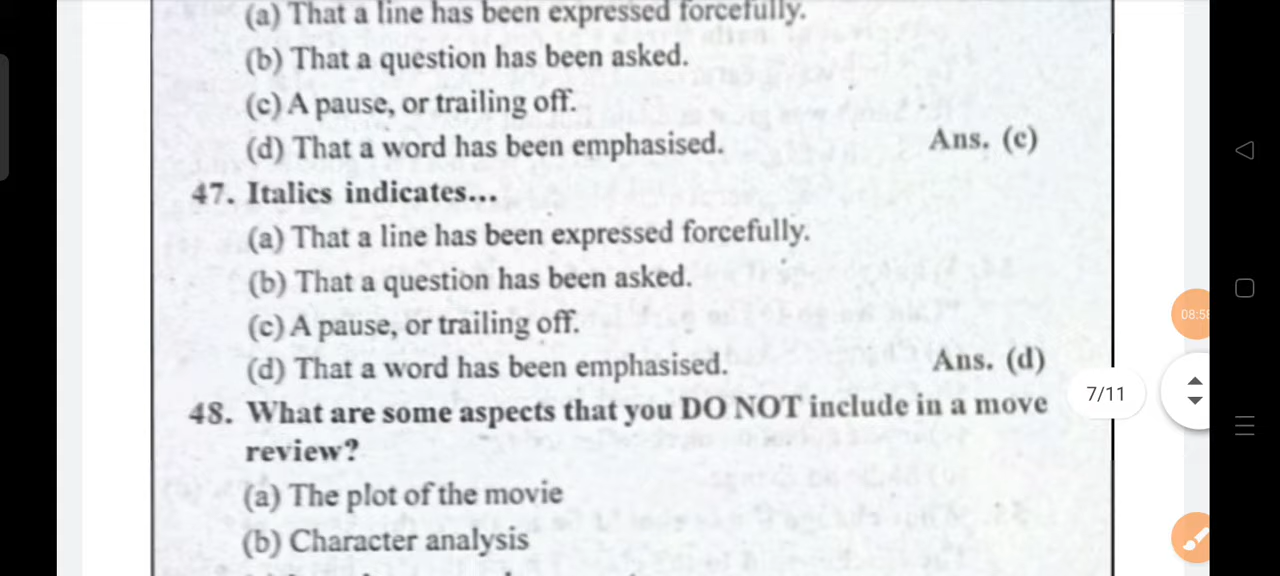 (a) That a line has been expressed forcefully.
(b) That a question has been asked.
(c) A pause, or trailing off.
(d) That a word has been emphasised. Ans. (c)
47. Italics indicates...
(a) That a line has been expressed forcefully.
(b) That a question has been asked.
(c) A pause, or trailing off.
(d) That a word has been emphasised. Ans. (d)
48. What are some aspects that you DO NOT include in a move
review?
(a) The plot of the movie
(b) Character analysis
7/11
08:58